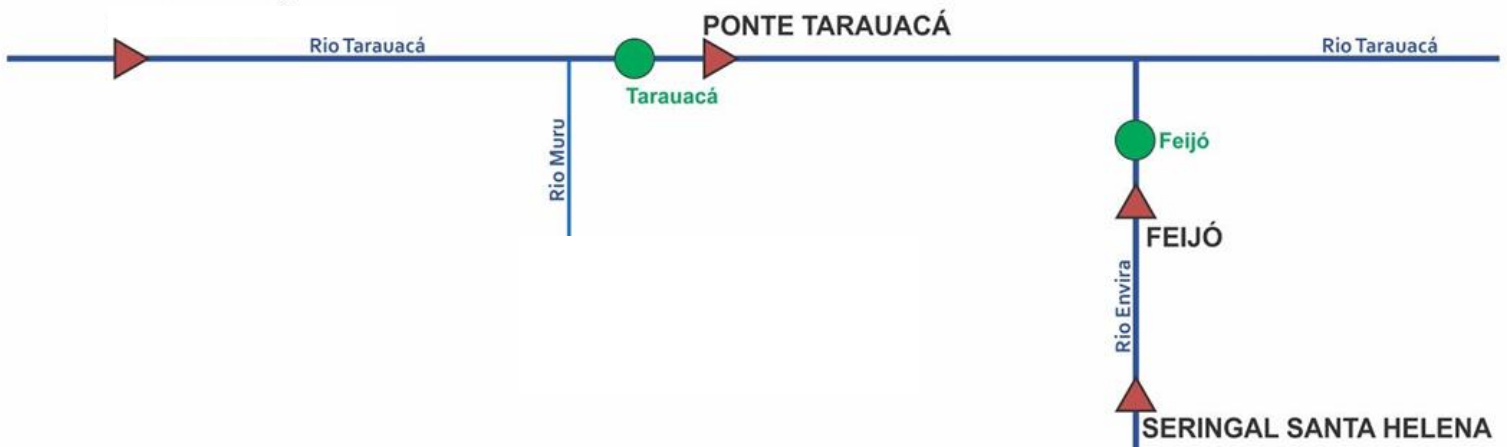 PONTE TARAUACÁ
Rio Tarauacá
Rio Tarauacá
Tarauacá
Rio Muru
Feijó
FEIJÓ
Rio Envira
SERINGAL SANTA HELENA